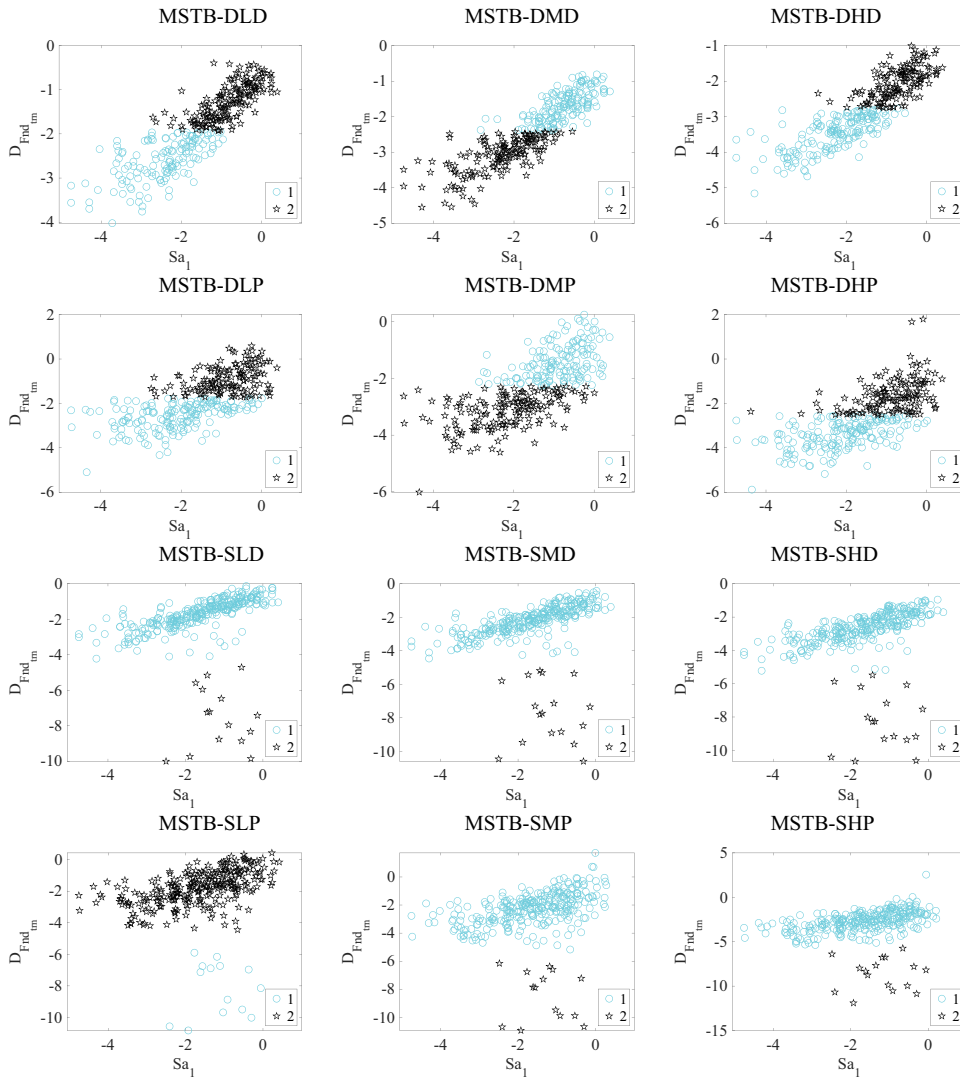 MSTB-DLD
0
-1
-2
-3
-4
D_Fnd_tm
-4 -2 0
Sa_1
1
2
MSTB-DMD
0
-1
-2
-3
-4
-5
D_Fnd_tm
-4 -2 0
Sa_1
1
2
MSTB-DHD
-1
-2
-3
-4
-5
-6
D_Fnd_tm
-4 -2 0
Sa_1
1
2
MSTB-DLP
2
0
-2
-4
-6
D_Fnd_tm
-4 -2 0
Sa_1
1
2
MSTB-DMP
0
-2
-4
-6
D_Fnd_tm
-4 -2 0
Sa_1
1
2
MSTB-DHP
2
0
-2
-4
-6
D_Fnd_tm
-4 -2 0
Sa_1
1
2
MSTB-SLD
0
-2
-4
-6
-8
-10
D_Fnd_tm
-4 -2 0
Sa_1
1
2
MSTB-SMD
0
-2
-4
-6
-8
-10
D_Fnd_tm
-4 -2 0
Sa_1
1
2
MSTB-SHD
0
-2
-4
-6
-8
-10
D_Fnd_tm
-4 -2 0
Sa_1
1
2
MSTB-SLP
0
-2
-4
-6
-8
-10
D_Fnd_tm
-4 -2 0
Sa_1
1
2
MSTB-SMP
0
-2
-4
-6
-8
-10
D_Fnd_tm
-4 -2 0
Sa_1
1
2
MSTB-SHP
5
0
-5
-10
-15
D_Fnd_tm
-4 -2 0
Sa_1
1
2